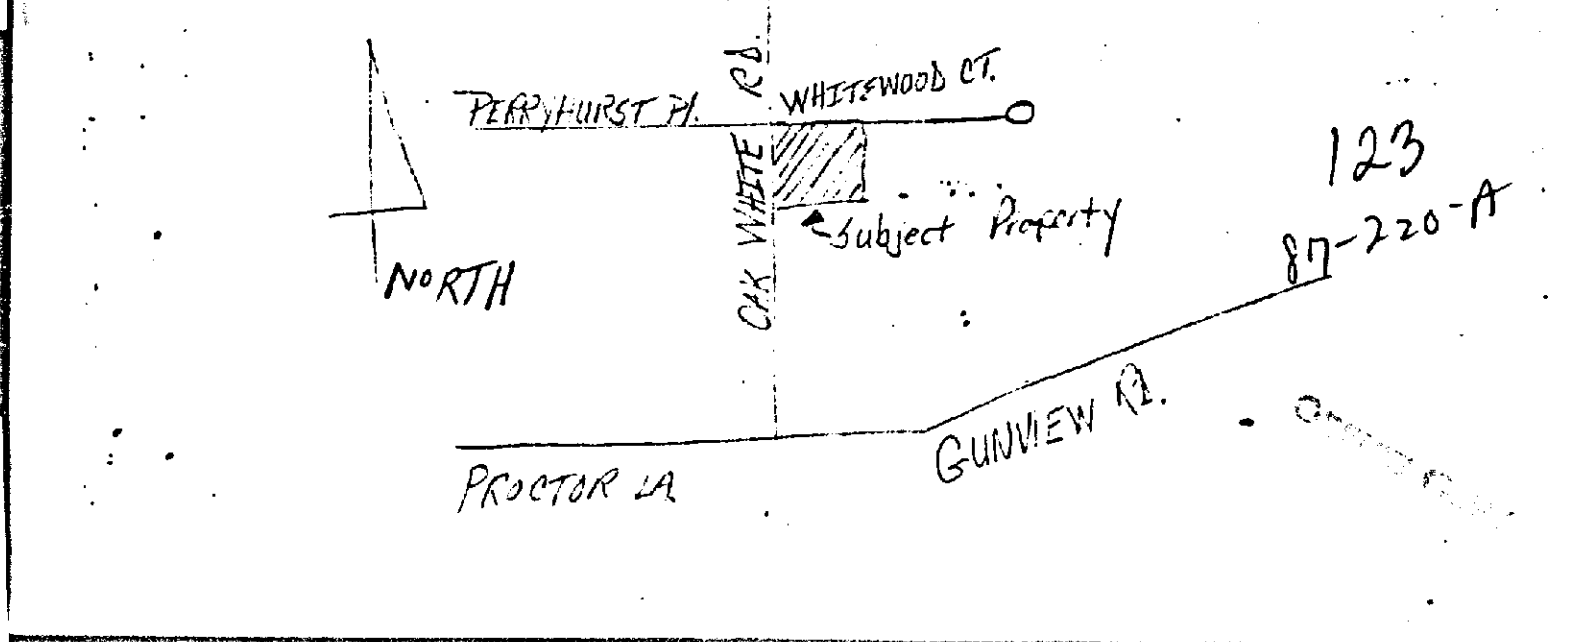 PERRYHURST Pl.
OAK WHITE RD.
WHITEWOOD CT.
Subject Property
NORTH
123
87-220-A
GUNVIEW Rd.
PROCTOR LA